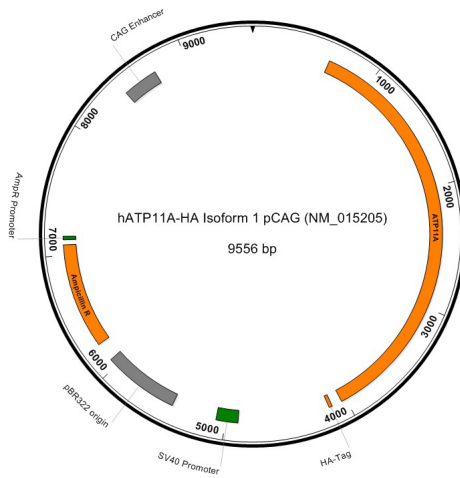 CAG Enhancer
9000
1000
8000
2000
AmpR Promoter
7000
hATP11A-HA Isoform 1 pCAG (NM_015205)
ATP11A
9556 bp
Ampicillin R
3000
6000
pBR322 origin
4000
5000
SV40 Promoter
HA-Tag